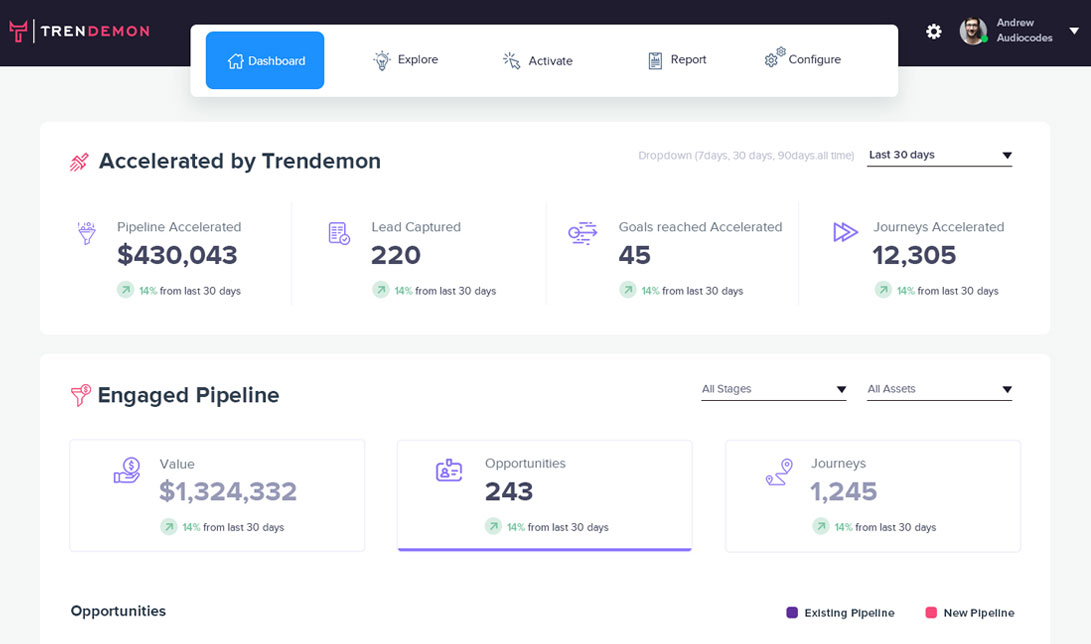 TRENDEMON
Dashboard
Explore
Activate
Report
Configure
Andrew
Audiocodes
Accelerated by Trendemon
Dropdown (7days, 30 days, 90days.all time)
Last 30 days
Pipeline Accelerated
$430,043
14% from last 30 days
Lead Captured
220
14% from last 30 days
Goals reached Accelerated
45
14% from last 30 days
Journeys Accelerated
12,305
14% from last 30 days
Engaged Pipeline
All Stages
All Assets
Value
$1,324,332
14% from last 30 days
Opportunities
243
14% from last 30 days
Journeys
1,245
14% from last 30 days
Opportunities
Existing Pipeline
New Pipeline